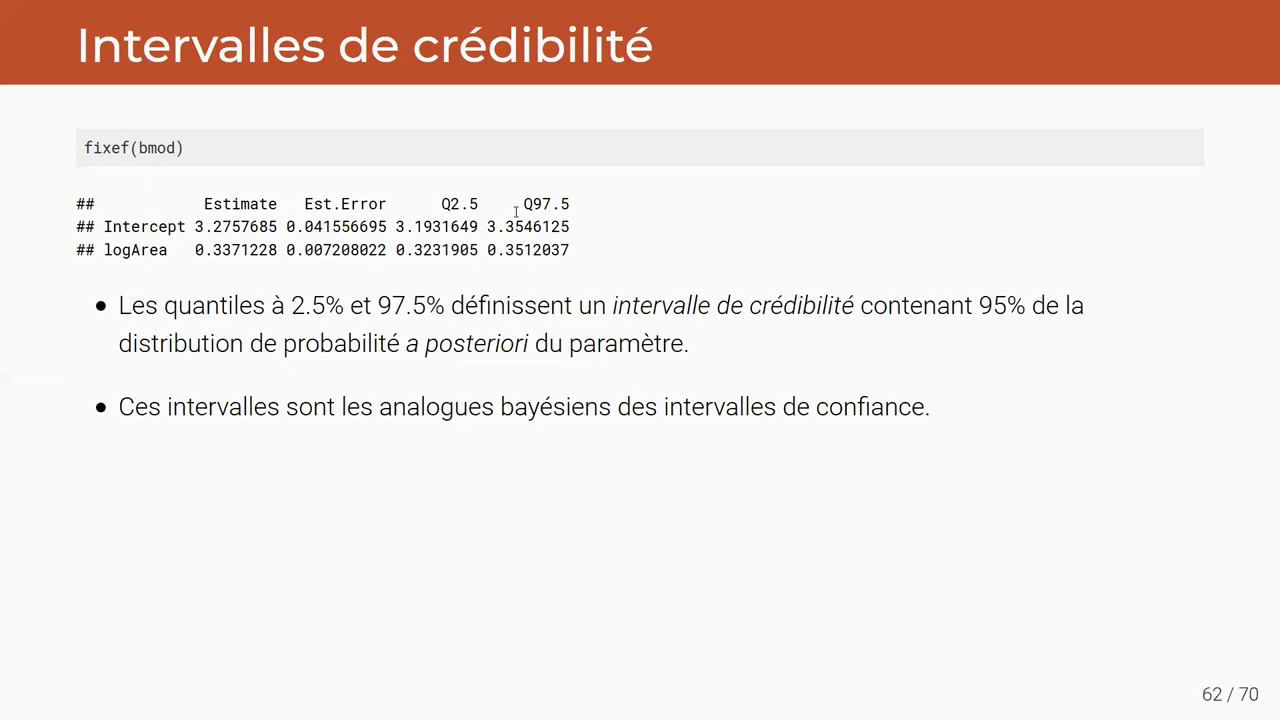 Intervalles de crédibilité
fixef(bmod)
## Estimate Est.Error Q2.5 Q97.5
## Intercept 3.2757685 0.041556695 3.1931649 3.3546125
## logArea 0.3371228 0.007208022 0.3231905 0.3512037
• Les quantiles à 2.5% et 97.5% définissent un intervalle de crédibilité contenant 95% de la
distribution de probabilité a posteriori du paramètre.
• Ces intervalles sont les analogues bayésiens des intervalles de confiance.
62 / 70